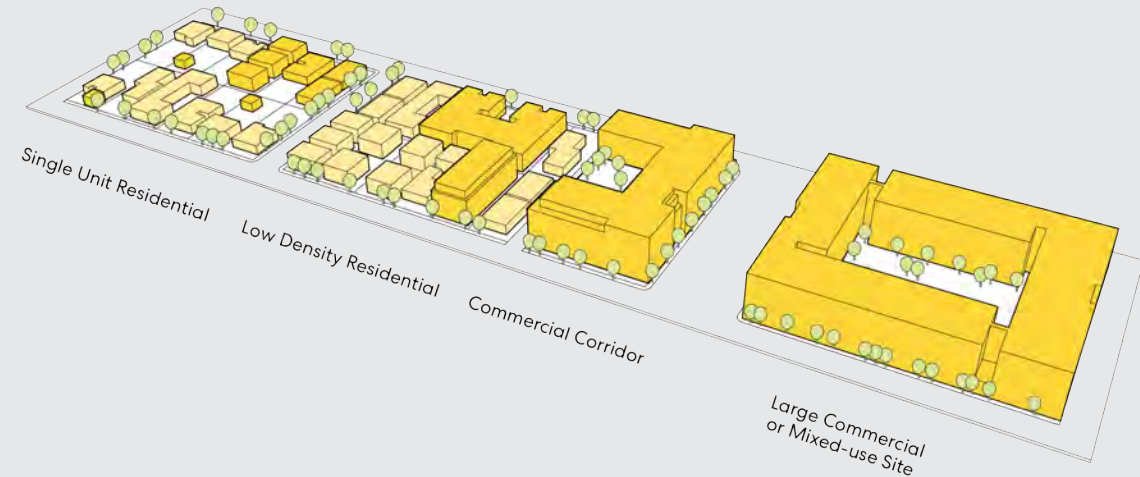 Single Unit Residential
Low Density Residential
Commercial Corridor
Large Commercial
or Mixed-use Site